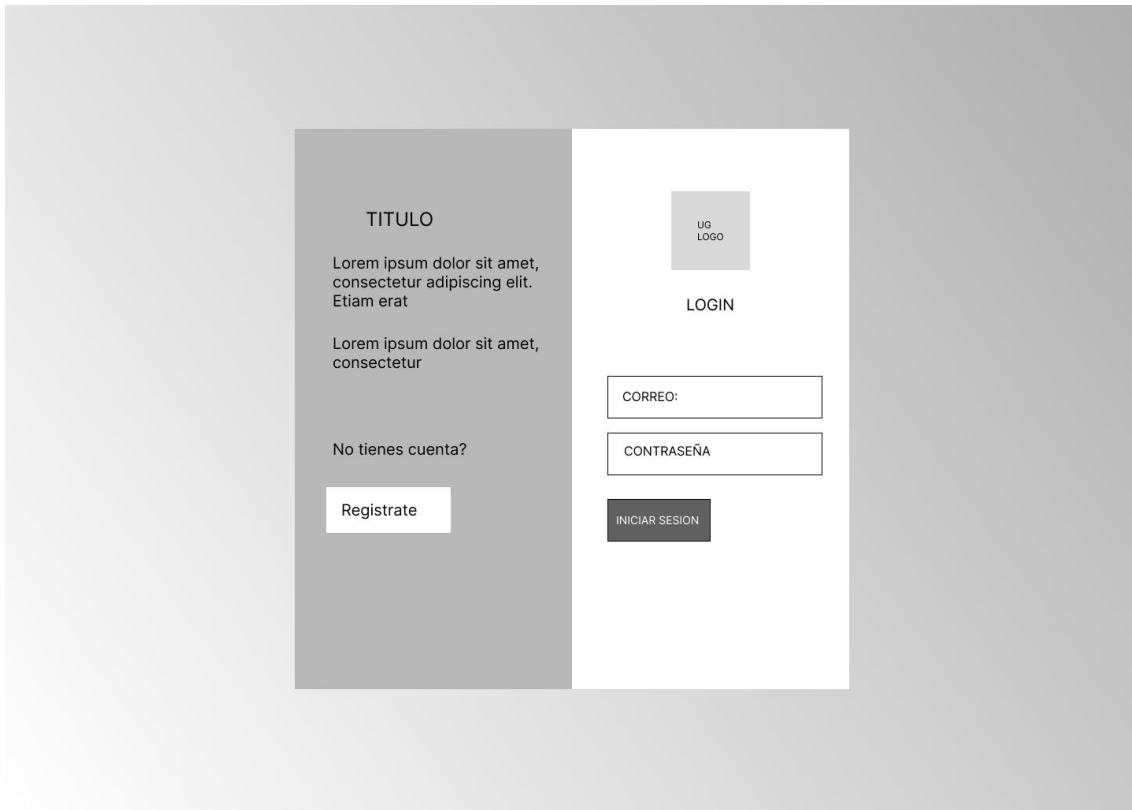 TITULO
Lorem ipsum dolor sit amet,
consectetur adipiscing elit.
Etiam erat
Lorem ipsum dolor sit amet,
consectetur
No tienes cuenta?
Registrate
UG
LOGO
LOGIN
CORREO:
CONTRASEÑA
INICIAR SESION